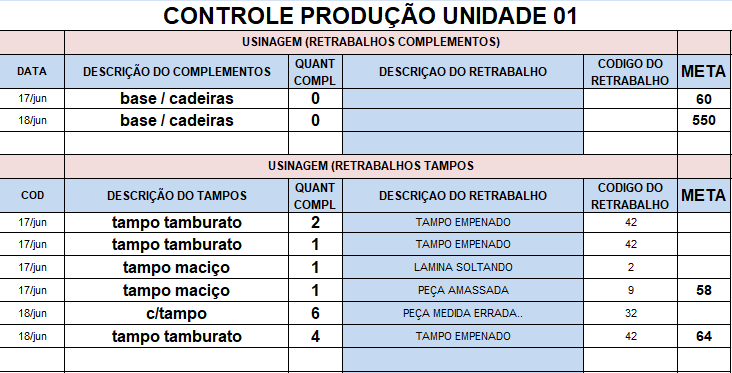 CONTROLE PRODUÇÃO UNIDADE 01
USINAGEM (RETRABALHOS COMPLEMENTOS)
DATA DESCRIÇÃO DO COMPLEMENTOS QUANT COMPL DESCRIÇAO DO RETRABALHO CODIGO DO RETRABALHO META
17/jun base / cadeiras 0 60
18/jun base / cadeiras 0 550
USINAGEM (RETRABALHOS TAMPOS
COD DESCRIÇÃO DO TAMPOS QUANT COMPL DESCRIÇAO DO RETRABALHO CODIGO DO RETRABALHO META
17/jun tampo tamburato 2 TAMPO EMPENADO 42
17/jun tampo tamburato 1 TAMPO EMPENADO 42
17/jun tampo maciço 1 LAMINA SOLTANDO 2
17/jun tampo maciço 1 PEÇA AMASSADA 9 58
18/jun c/tampo 6 PEÇA MEDIDA ERRADA.. 32
18/jun tampo tamburato 4 TAMPO EMPENADO 42 64